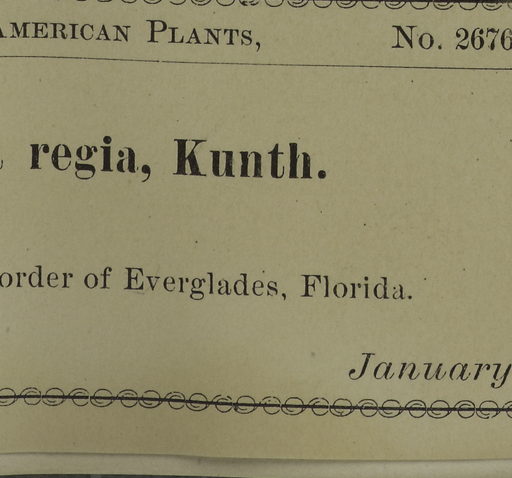 AMERICAN PLANTS, No. 2676
regia, Kunth.
order of Everglades, Florida.
January